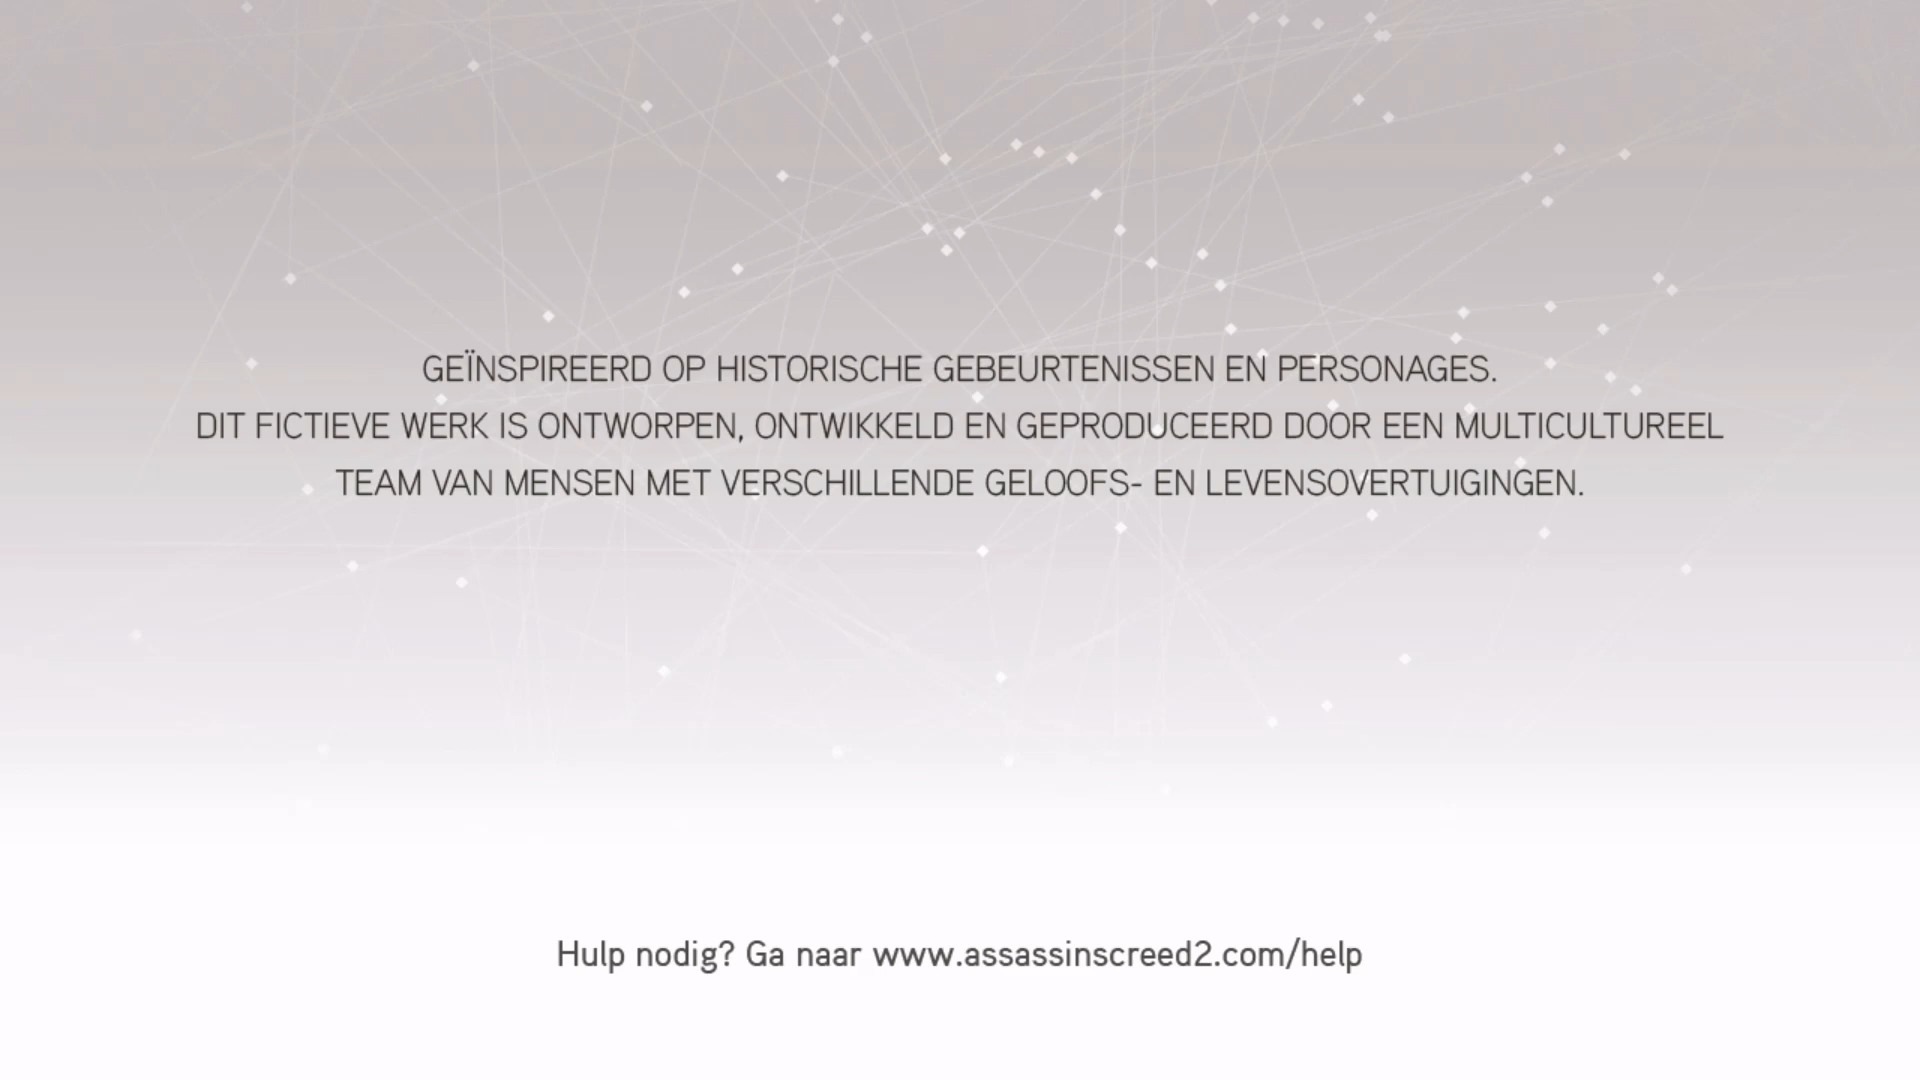 GEÏNSPIREERD OP HISTORISCHE GEBEURTENISSEN EN PERSONAGES.
DIT FICTIEVE WERK IS ONTWORPEN, ONTWIKKELD EN GEPRODUCEERD DOOR EEN MULTICULTUREEL
TEAM VAN MENSEN MET VERSCHILLENDE GELOOFS- EN LEVENSOVERTUIGINGEN.
Hulp nodig? Ga naar www.assassinscreed2.com/help